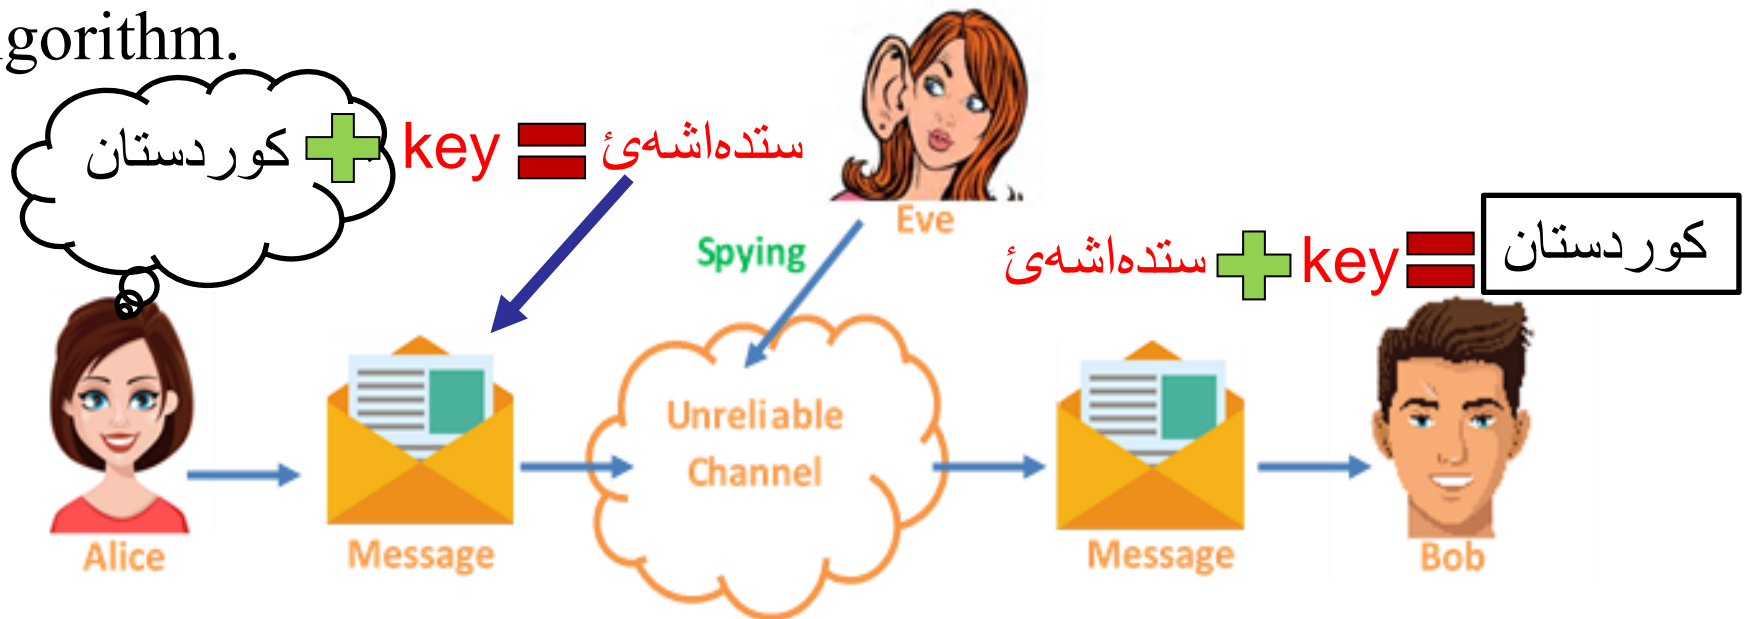 gorithm.
کوردستان + key = ستدەاشەئ
Eve
Spying
ستدەاشەئ + key = کوردستان
Unreliable
Channel
Alice
Message
Message
Bob